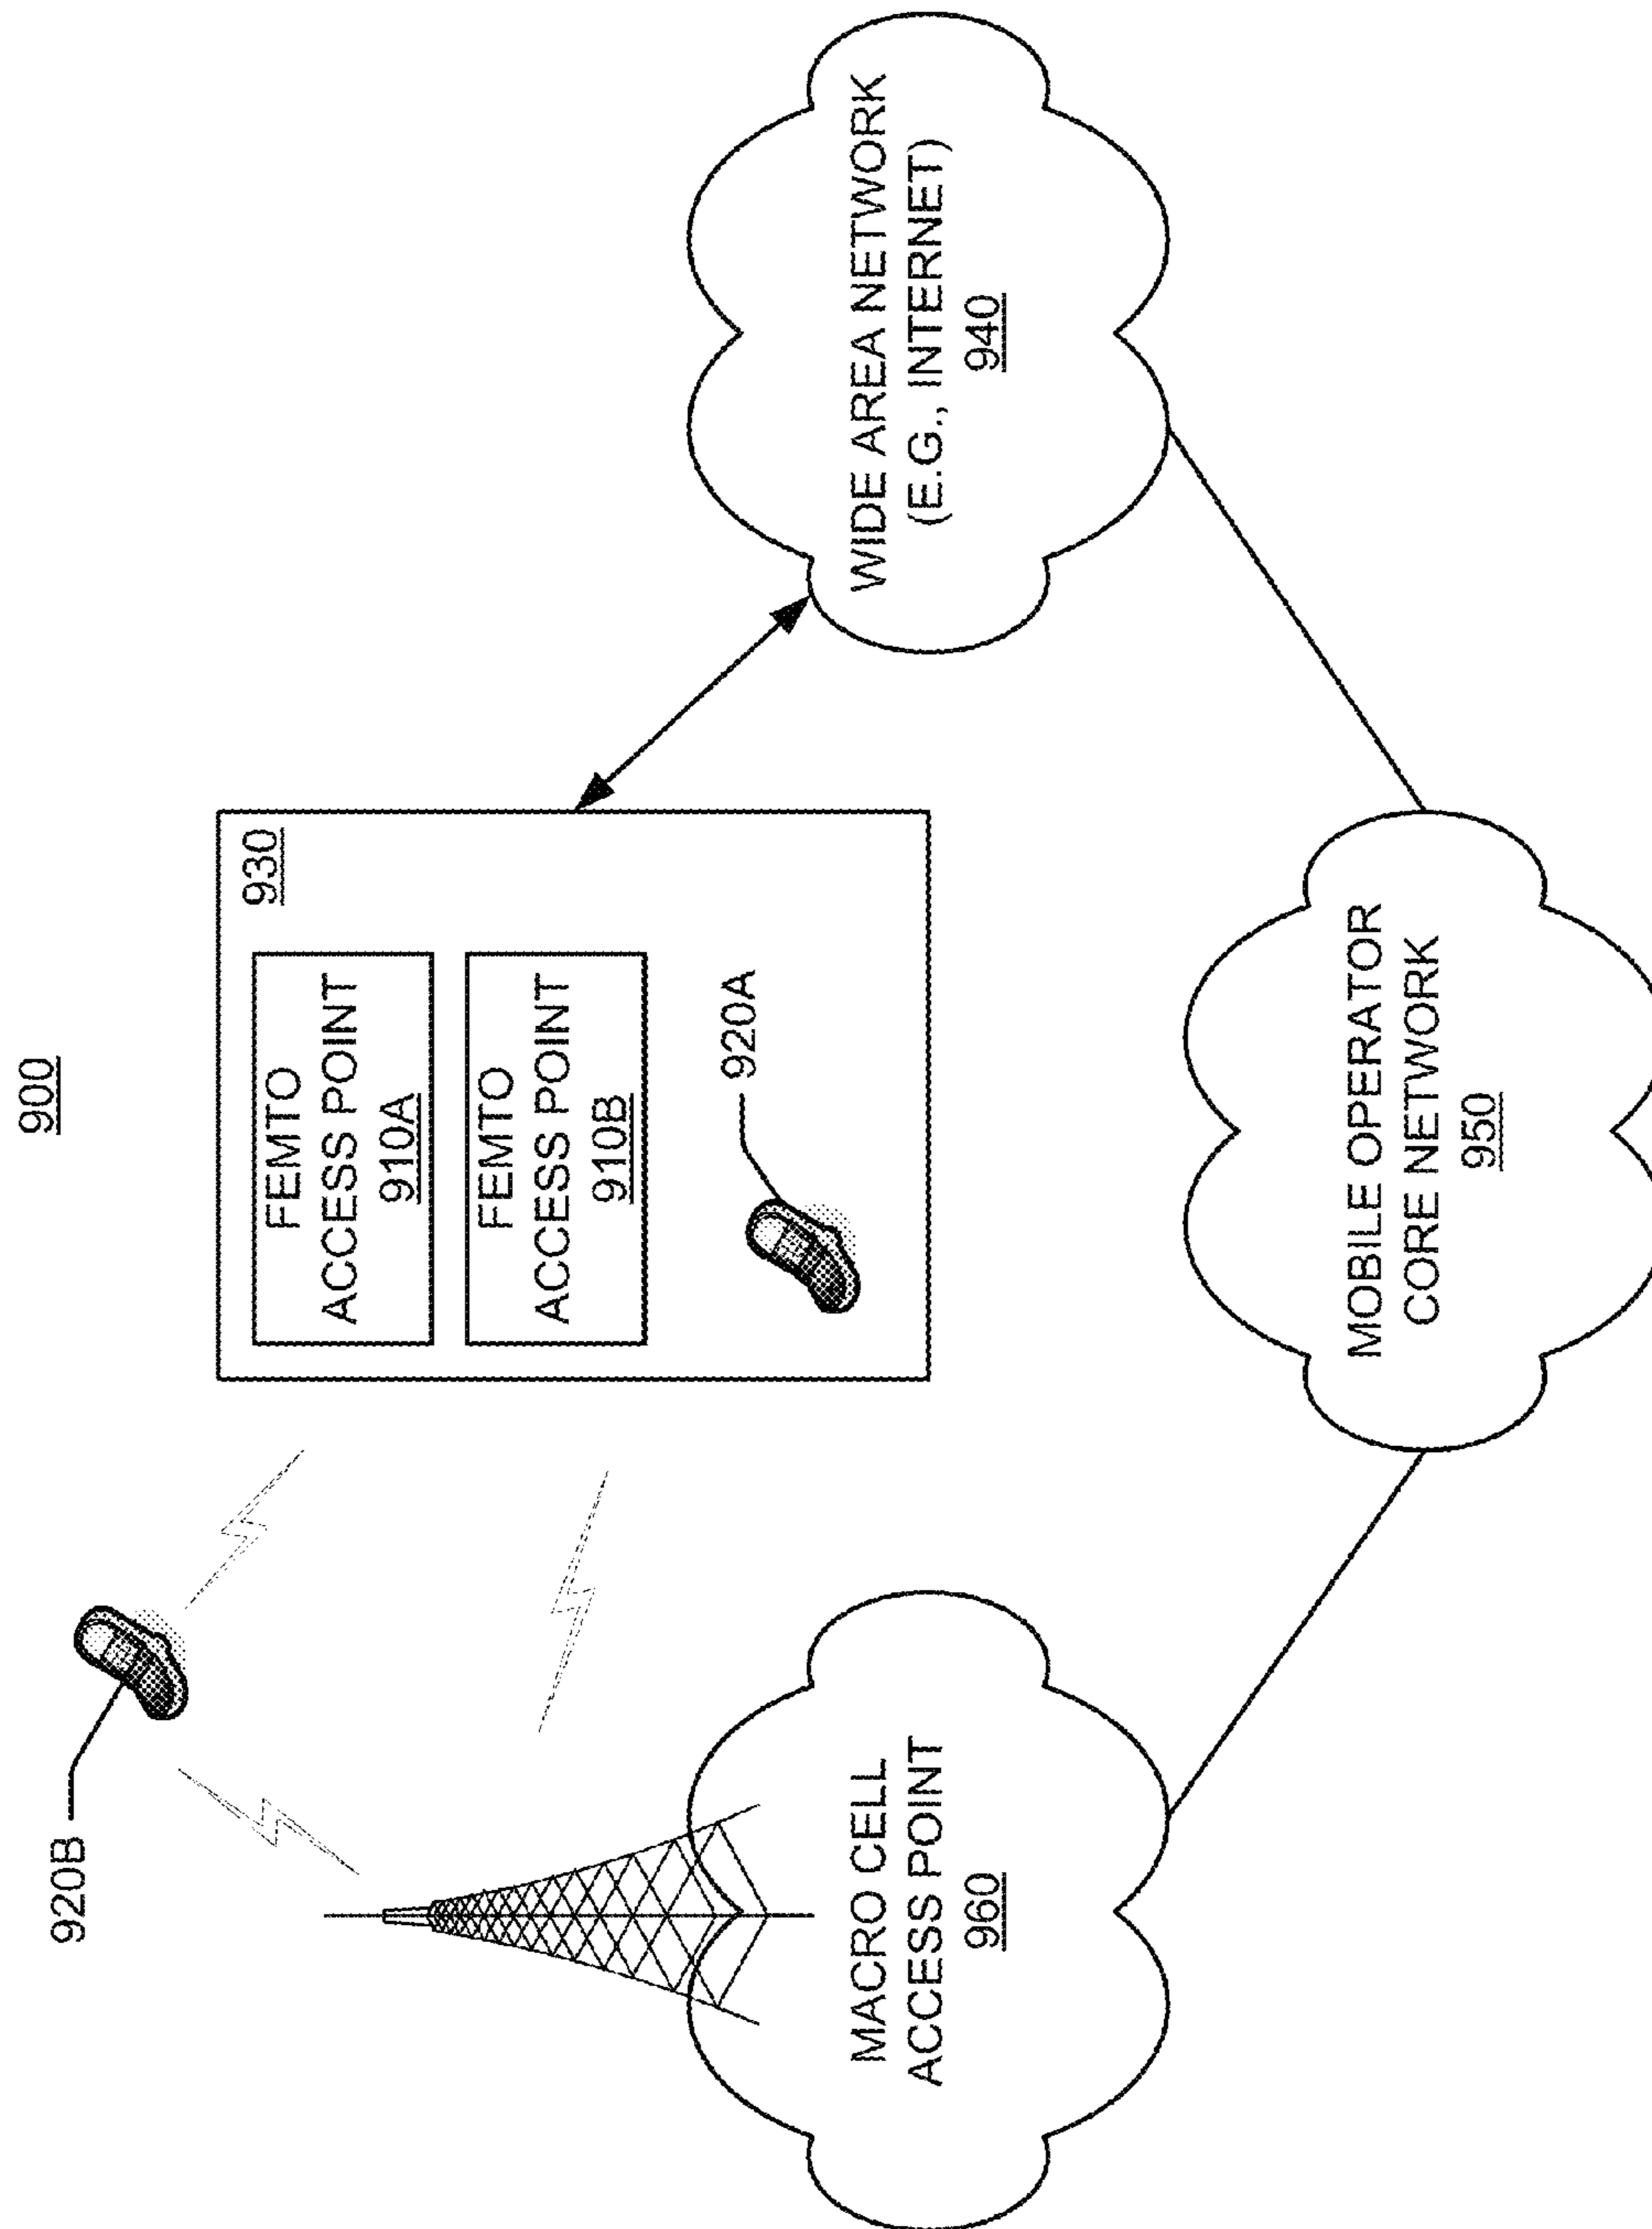 900
920B
930
FEMTO
ACCESS POINT
910A
FEMTO
ACCESS POINT
910B
920A
MACRO CELL
ACCESS POINT
960
WIDE AREA NETWORK
(E.G., INTERNET)
940
MOBILE OPERATOR
CORE NETWORK
950